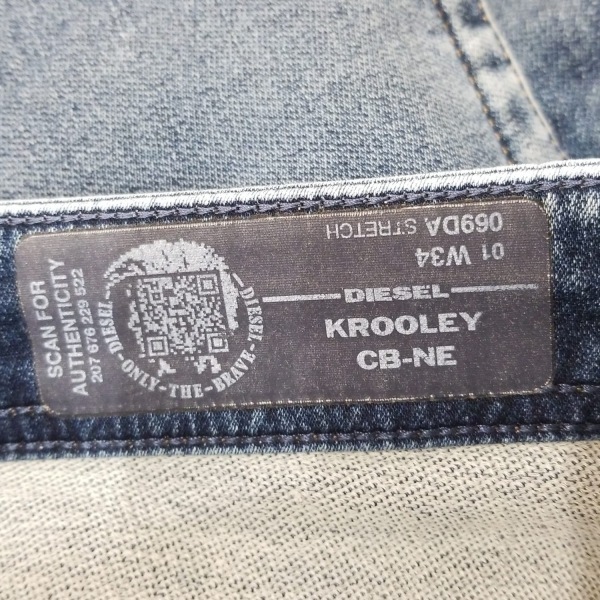 SCAN FOR
AUTHENTICITY
207 676 229 522
DIESEL
-ONLY-THE-BRAVE-
DIESEL
069DA STRETCH
01 W34
DIESEL
KROOLEY
CB-NE